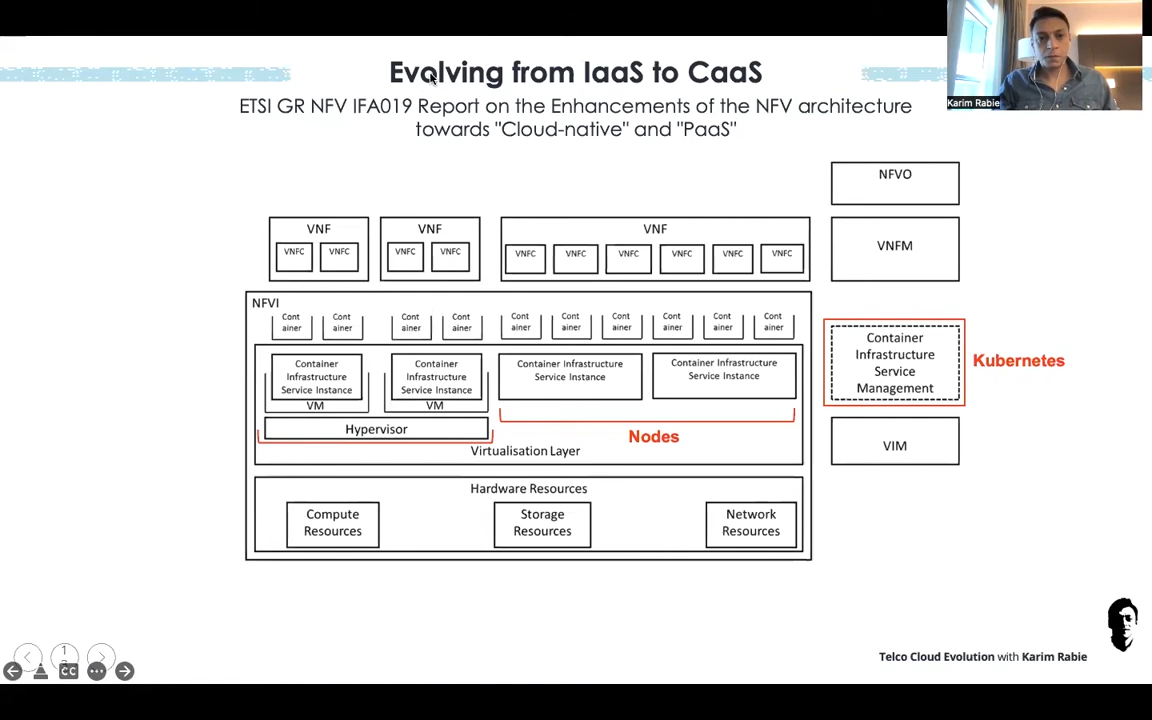 Karim Rabie
Evolving from IaaS to CaaS
ETSI GR NFV IFA019 Report on the Enhancements of the NFV architecture
towards "Cloud-native" and "PaaS"
NFVO
VNF
VNFC VNFC
VNF
VNFC VNFC
VNF
VNFC VNFC VNFC VNFC VNFC VNFC
VNFM
NFVI
Cont Cont Cont Cont Cont Cont Cont Cont Cont Cont
ainer ainer ainer ainer ainer ainer ainer ainer ainer ainer
Container
Infrastructure
Service Instance
VM
Container
Infrastructure
Service Instance
VM
Container Infrastructure
Service Instance
Container Infrastructure
Service Instance
Container
Infrastructure
Service
Management
Kubernetes
Hypervisor
Nodes
Virtualisation Layer
VIM
Hardware Resources
Compute
Resources
Storage
Resources
Network
Resources
1
CC
Telco Cloud Evolution with Karim Rabie